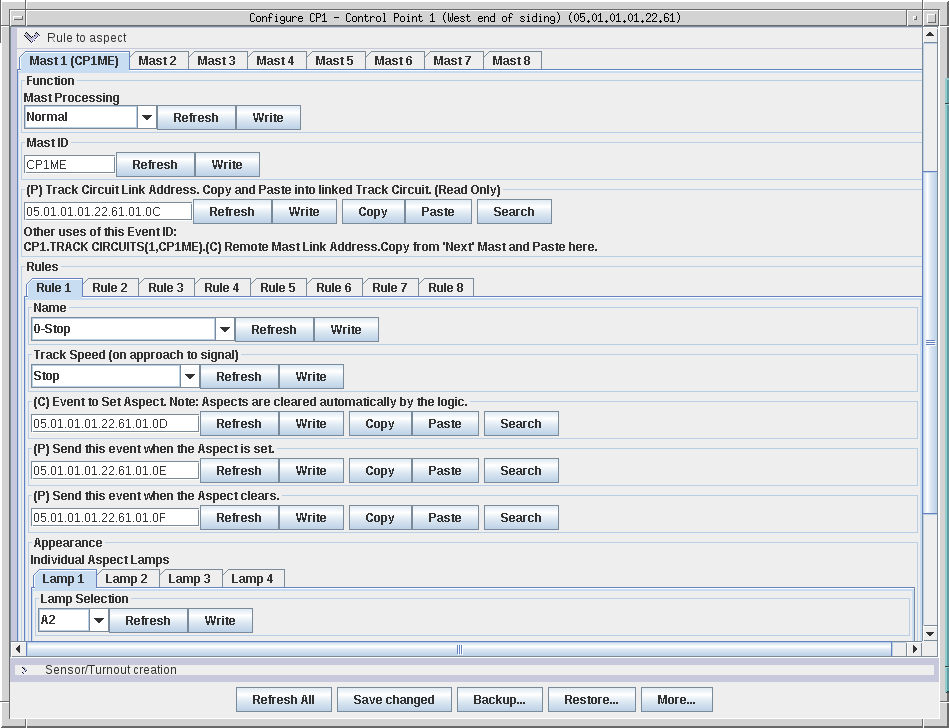 Configure CP1 - Control Point 1 (West end of siding) (05.01.01.01.22.61)
Rule to aspect
Mast 1 (CP1ME) Mast 2 Mast 3 Mast 4 Mast 5 Mast 6 Mast 7 Mast 8
Function
Mast Processing
Normal Refresh Write
Mast ID
CP1ME Refresh Write
(P) Track Circuit Link Address. Copy and Paste into linked Track Circuit. (Read Only)
05.01.01.01.22.61.01.0C Refresh Write Copy Paste Search
Other uses of this Event ID:
CP1.TRACK CIRCUITS(1,CP1ME).(C) Remote Mast Link Address.Copy from 'Next' Mast and Paste here.
Rules
Rule 1 Rule 2 Rule 3 Rule 4 Rule 5 Rule 6 Rule 7 Rule 8
Name
0-Stop Refresh Write
Track Speed (on approach to signal)
Stop Refresh Write
(C) Event to Set Aspect. Note: Aspects are cleared automatically by the logic.
05.01.01.01.22.61.01.0D Refresh Write Copy Paste Search
(P) Send this event when the Aspect is set.
05.01.01.01.22.61.01.0E Refresh Write Copy Paste Search
(P) Send this event when the Aspect clears.
05.01.01.01.22.61.01.0F Refresh Write Copy Paste Search
Appearance
Individual Aspect Lamps
Lamp 1 Lamp 2 Lamp 3 Lamp 4
Lamp Selection
A2 Refresh Write
Sensor/Turnout creation
Refresh All Save changed Backup... Restore... More...